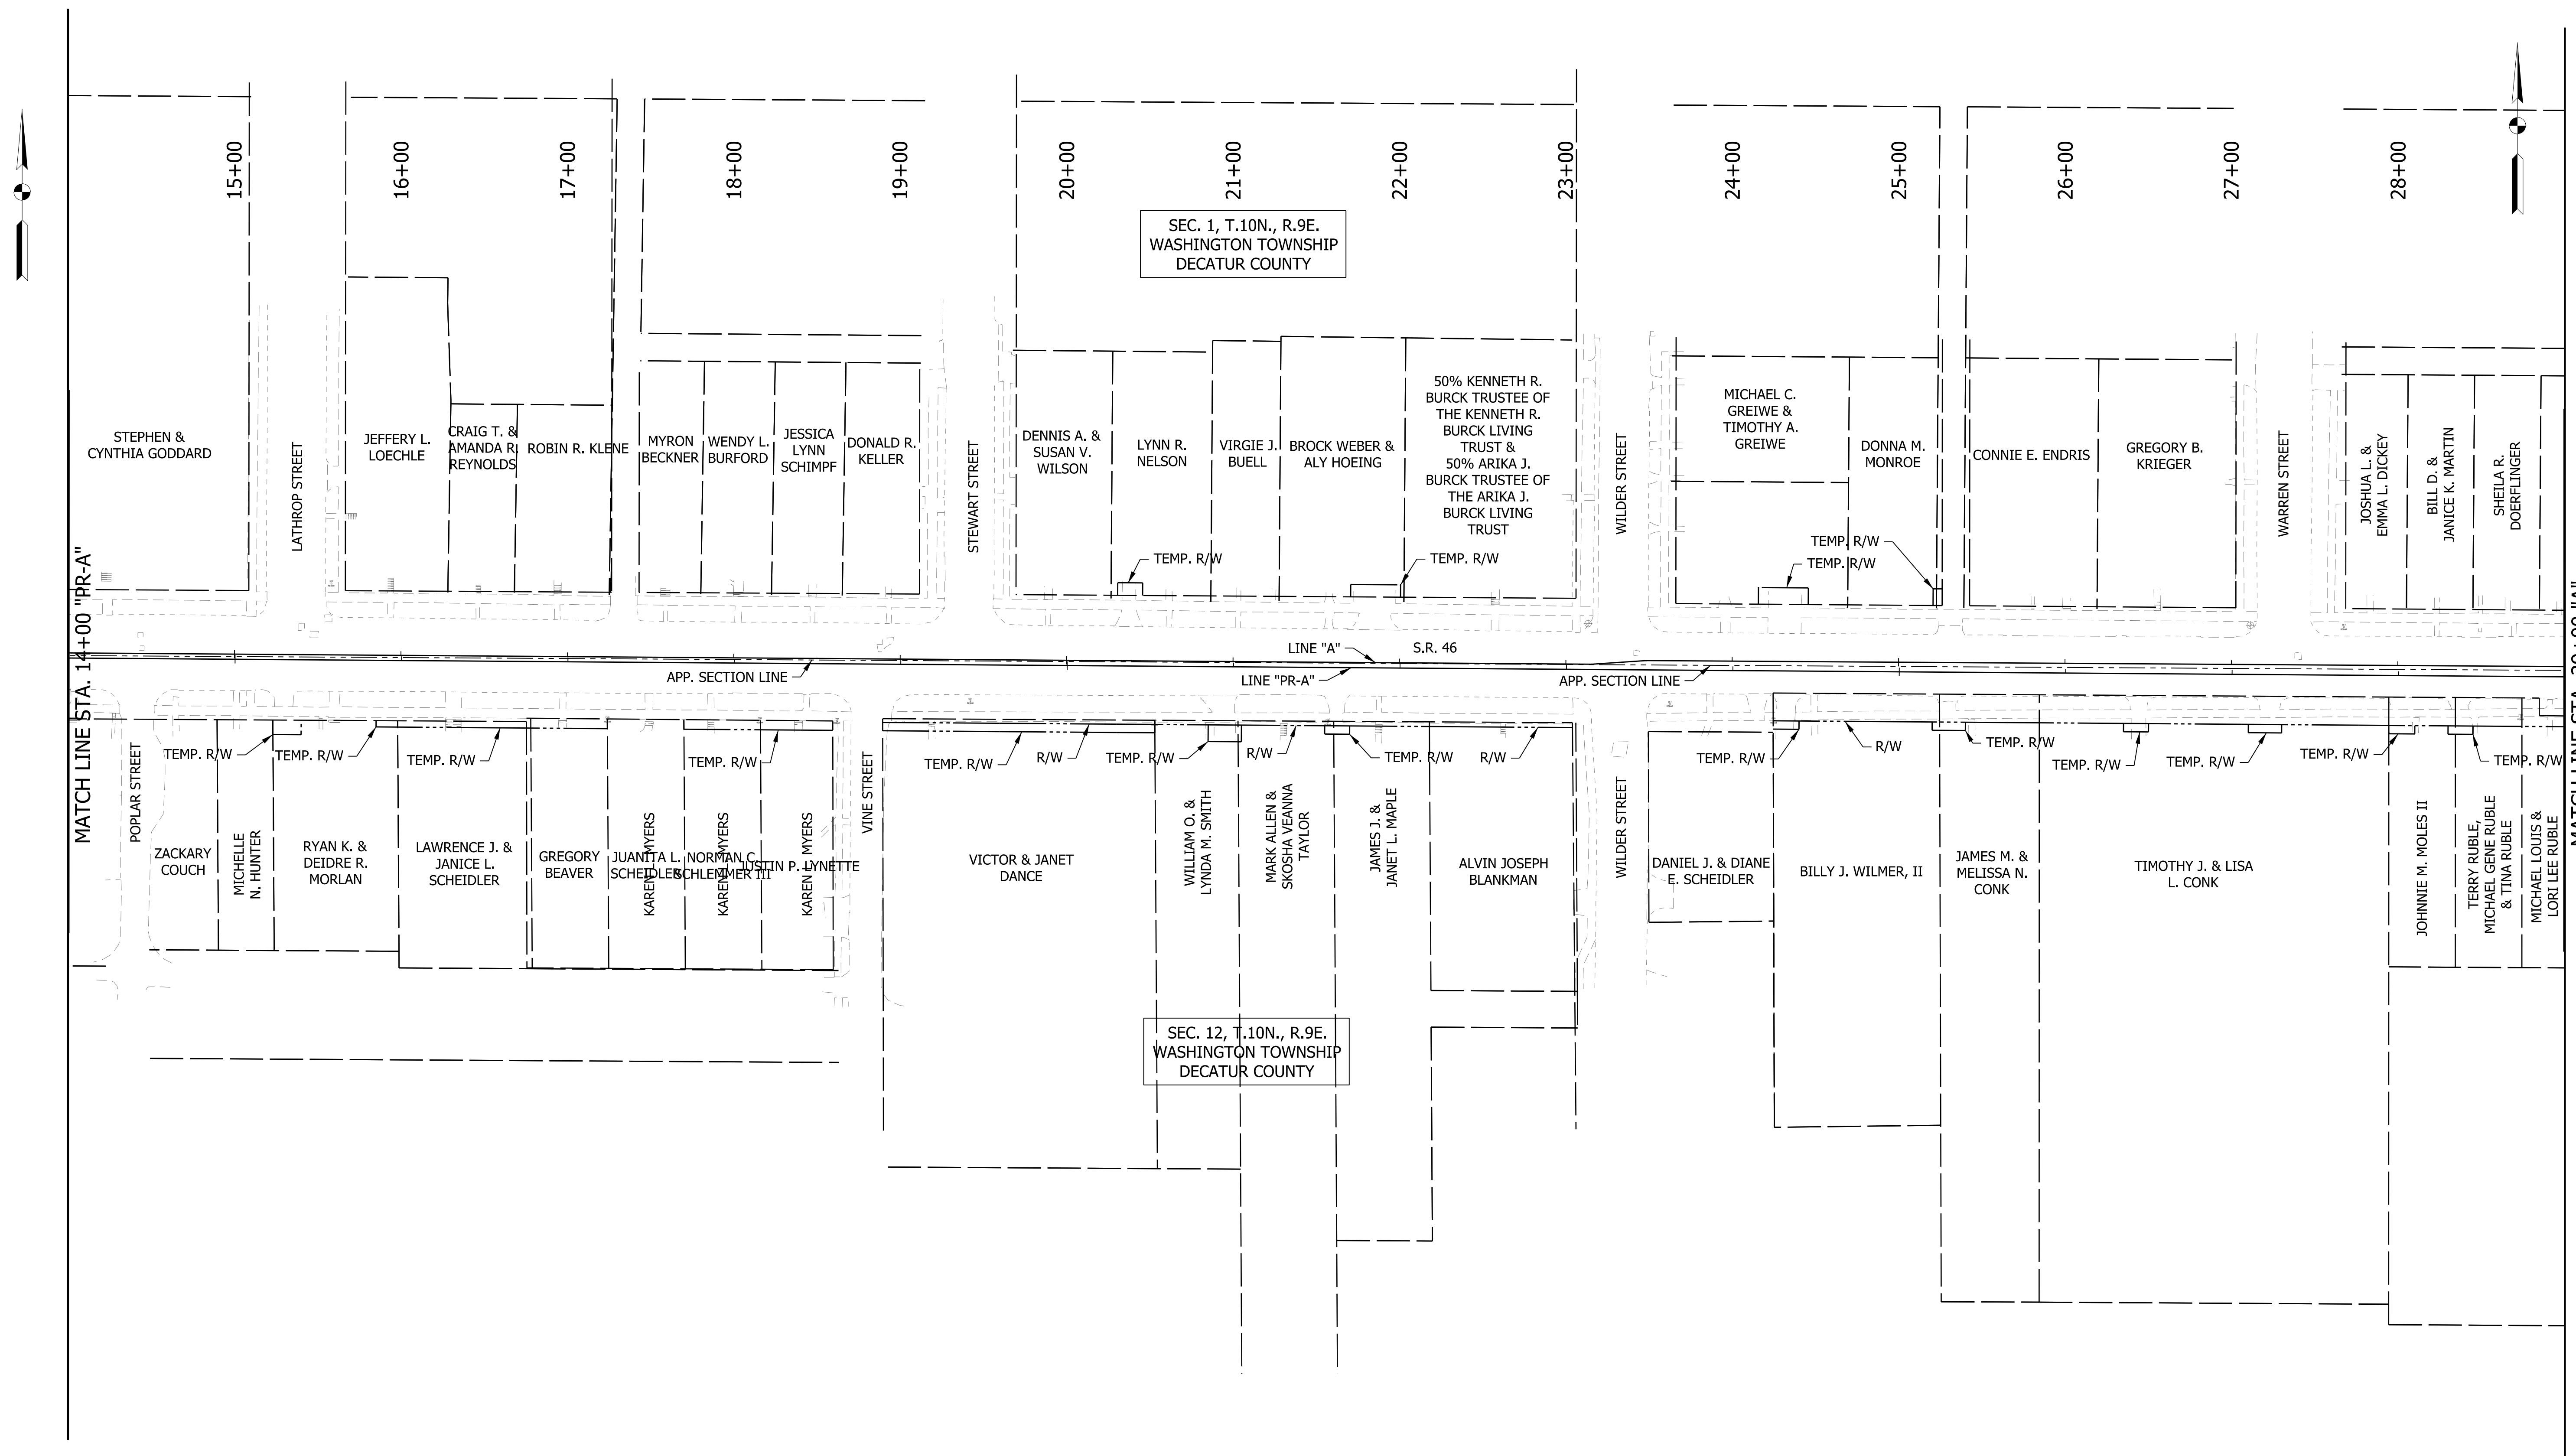 15+00
16+00
17+00
18+00
19+00
20+00
21+00
22+00
23+00
24+00
25+00
26+00
27+00
28+00
SEC. 1, T.10N., R.9E.
WASHINGTON TOWNSHIP
DECATUR COUNTY
STEPHEN &
CYNTHIA GODDARD
LATHROP STREET
JEFFERY L.
LOECHLE
CRAIG T. &
AMANDA R.
REYNOLDS
ROBIN R. KLENE
MYRON
BECKNER
WENDY L.
BURFORD
JESSICA
LYNN
SCHIMPF
DONALD R.
KELLER
STEWART STREET
DENNIS A. &
SUSAN V.
WILSON
LYNN R.
NELSON
VIRGIE J.
BUELL
BROCK WEBER &
ALY HOEING
50% KENNETH R.
BURCK TRUSTEE OF
THE KENNETH R.
BURCK LIVING
TRUST &
50% ARIKA J.
BURCK TRUSTEE OF
THE ARIKA J.
BURCK LIVING
TRUST
WILDER STREET
MICHAEL C.
GREIWE &
TIMOTHY A.
GREIWE
DONNA M.
MONROE
CONNIE E. ENDRIS
GREGORY B.
KRIEGER
WARREN STREET
JOSHUA L. &
EMMA L. DICKEY
BILL D. &
JANICE K. MARTIN
SHEILA R.
DOERFLINGER
TEMP. R/W
TEMP. R/W
TEMP. R/W
TEMP. R/W
MATCH LINE STA. 14+00 "PR-A"
LINE "A"
S.R. 46
APP. SECTION LINE
LINE "PR-A"
APP. SECTION LINE
TEMP. R/W
TEMP. R/W
TEMP. R/W
TEMP. R/W
TEMP. R/W
R/W
TEMP. R/W
R/W
TEMP. R/W
R/W
TEMP. R/W
R/W
TEMP. R/W
TEMP. R/W
TEMP. R/W
TEMP. R/W
TEMP. R/W
POPLAR STREET
ZACKARY
COUCH
MICHELLE
N. HUNTER
RYAN K. &
DEIDRE R.
MORLAN
LAWRENCE J. &
JANICE L.
SCHEIDLER
GREGORY
BEAVER
JUANITA L.
SCHEIDLER
KAREN L. MYERS
NORMAN C.
SCHLEMMER III
KAREN L. MYERS
JUSTIN P. LYNETTE
KAREN L. MYERS
VINE STREET
VICTOR & JANET
DANCE
WILLIAM O. &
LYNDA M. SMITH
MARK ALLEN &
SKOSHA VEANNA
TAYLOR
JAMES J. &
JANET L. MAPLE
ALVIN JOSEPH
BLANKMAN
WILDER STREET
DANIEL J. & DIANE
E. SCHEIDLER
BILLY J. WILMER, II
JAMES M. &
MELISSA N.
CONK
TIMOTHY J. & LISA
L. CONK
JOHNNIE M. MOLES II
TERRY RUBLE,
MICHAEL GENE RUBLE
& TINA RUBLE
MICHAEL LOUIS &
LORI LEE RUBLE
SEC. 12, T.10N., R.9E.
WASHINGTON TOWNSHIP
DECATUR COUNTY